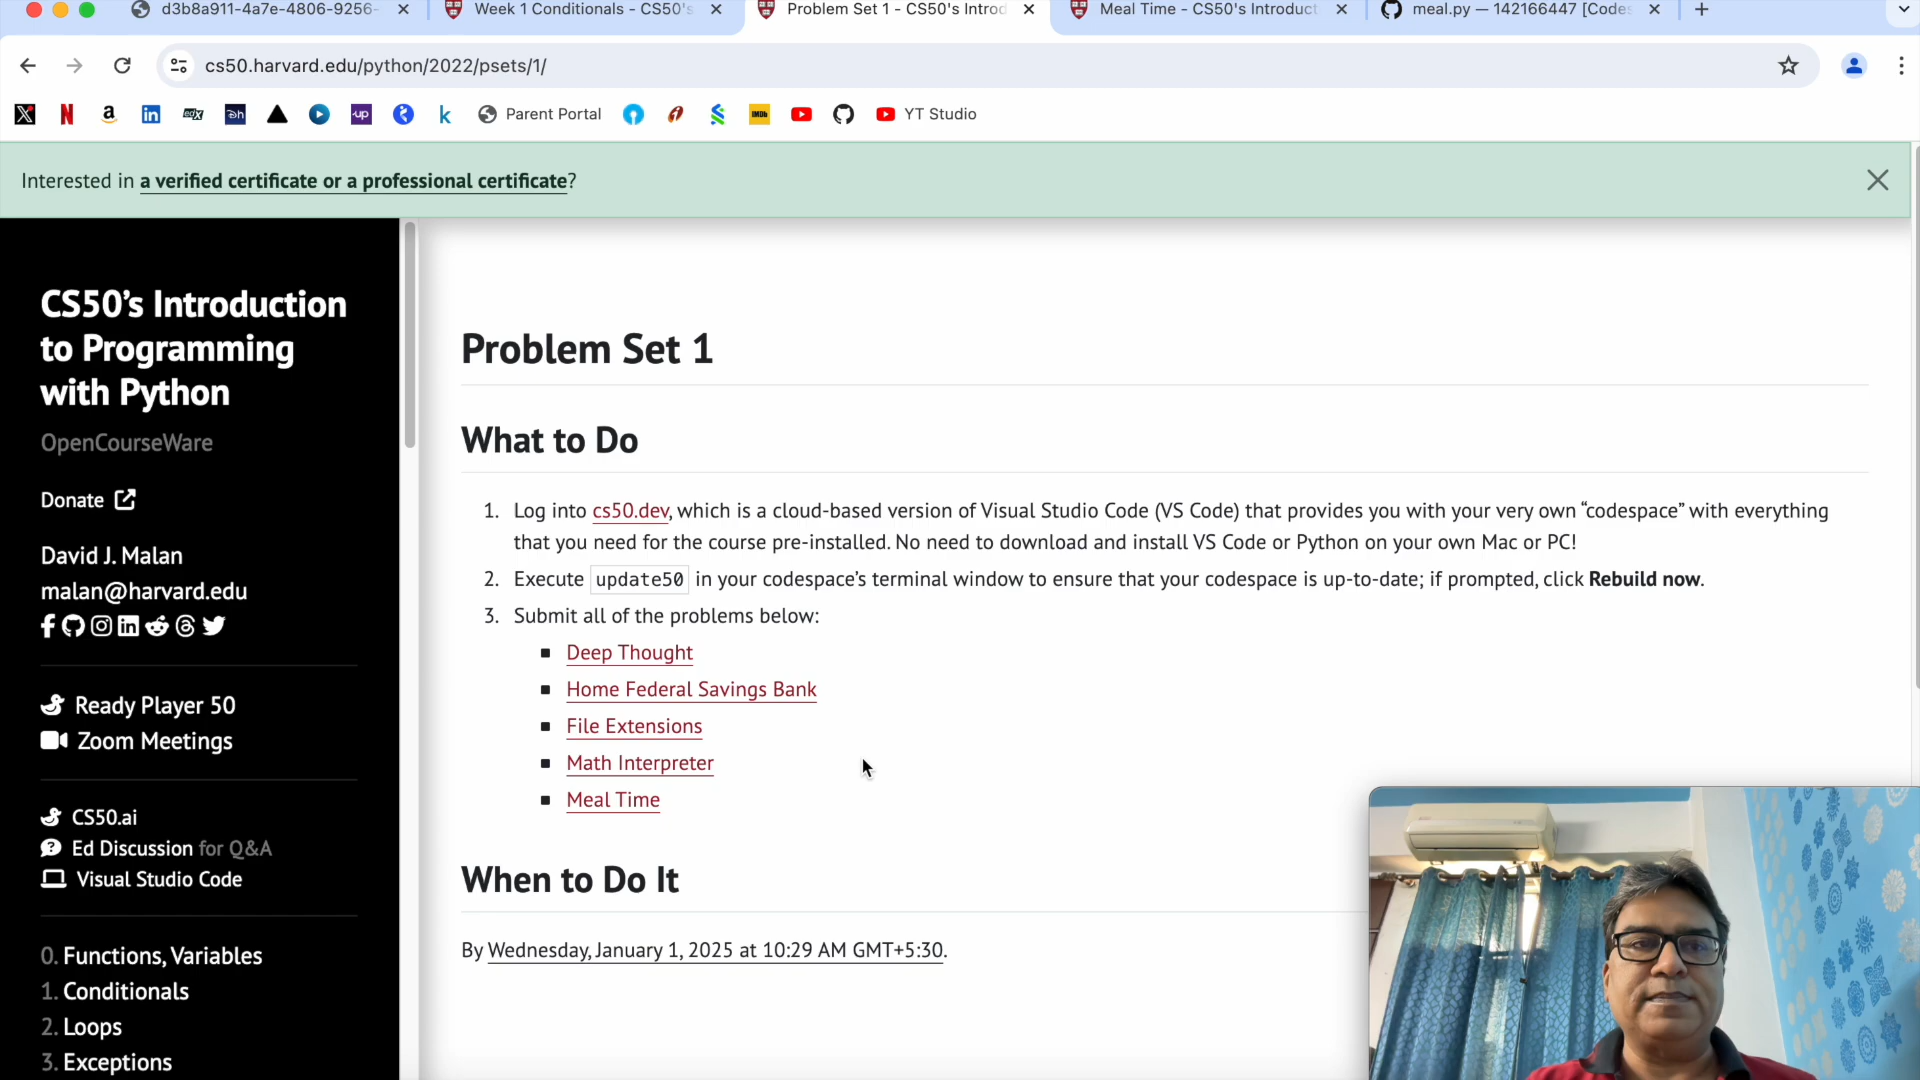 d3b8a911-4a7e-4806-9256-
Week 1 Conditionals - CS50's
Problem Set 1 - CS50's Introd
Meal Time - CS50's Introduct
meal.py — 142166447 [Codes
cs50.harvard.edu/python/2022/psets/1/
X
N
a
in
edX
Dh
up
k
Parent Portal
IMDb
YT Studio
Interested in a verified certificate or a professional certificate?
CS50’s Introduction
to Programming
with Python
OpenCourseWare
Donate
David J. Malan
malan@harvard.edu
Ready Player 50
Zoom Meetings
CS50.ai
Ed Discussion for Q&A
Visual Studio Code
0. Functions, Variables
1. Conditionals
2. Loops
3. Exceptions
Problem Set 1
What to Do
1. Log into cs50.dev, which is a cloud-based version of Visual Studio Code (VS Code) that provides you with your very own “codespace” with everything
that you need for the course pre-installed. No need to download and install VS Code or Python on your own Mac or PC!
2. Execute update50 in your codespace’s terminal window to ensure that your codespace is up-to-date; if prompted, click Rebuild now.
3. Submit all of the problems below:
Deep Thought
Home Federal Savings Bank
File Extensions
Math Interpreter
Meal Time
When to Do It
By Wednesday, January 1, 2025 at 10:29 AM GMT+5:30.